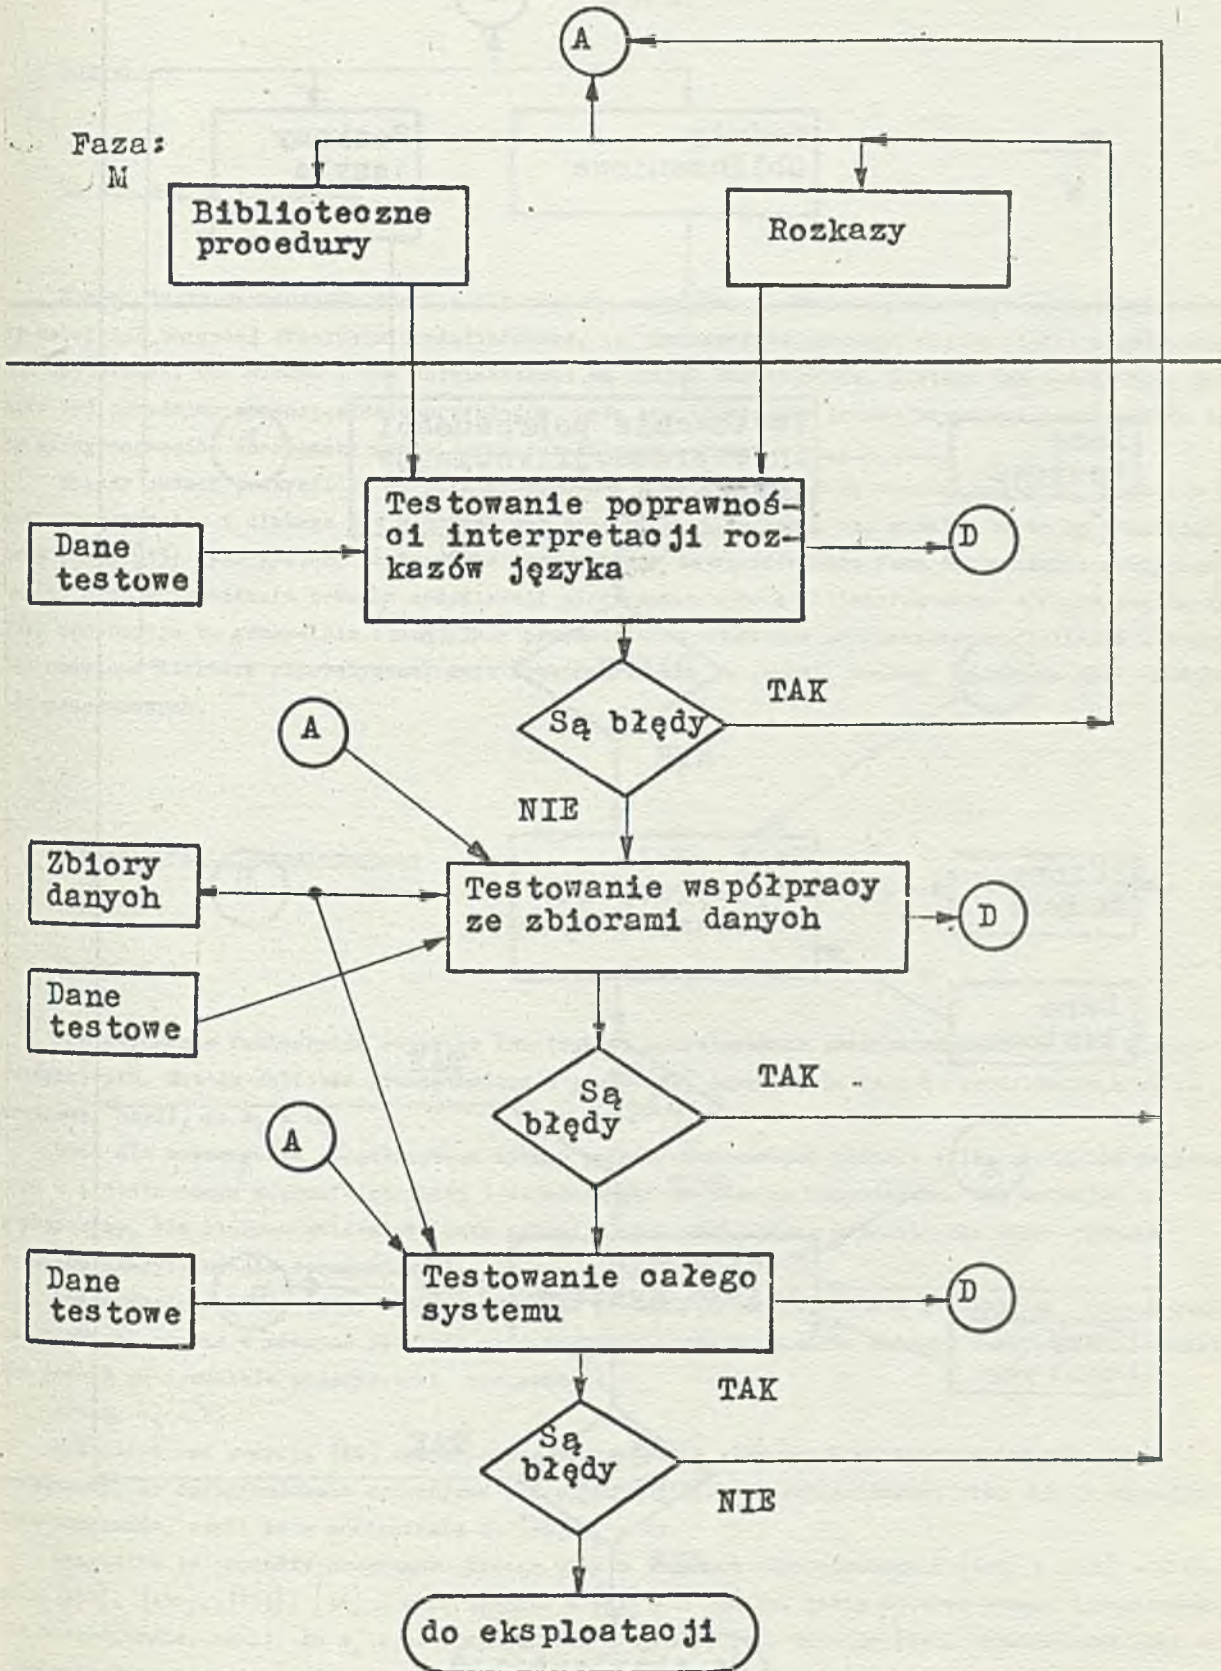 A
Faza:
M
Biblioteczne
procedury
Rozkazy
Testowanie poprawnoś-
ci interpretacji roz-
kazów języka
Dane
testowe
D
Są błędy
TAK
A
NIE
Zbiory
danych
Testowanie współpracy
ze zbiorami danych
D
Dane
testowe
Są
błędy
TAK
A
Dane
testowe
Testowanie całego
systemu
D
TAK
Są
błędy
NIE
do eksploatacji